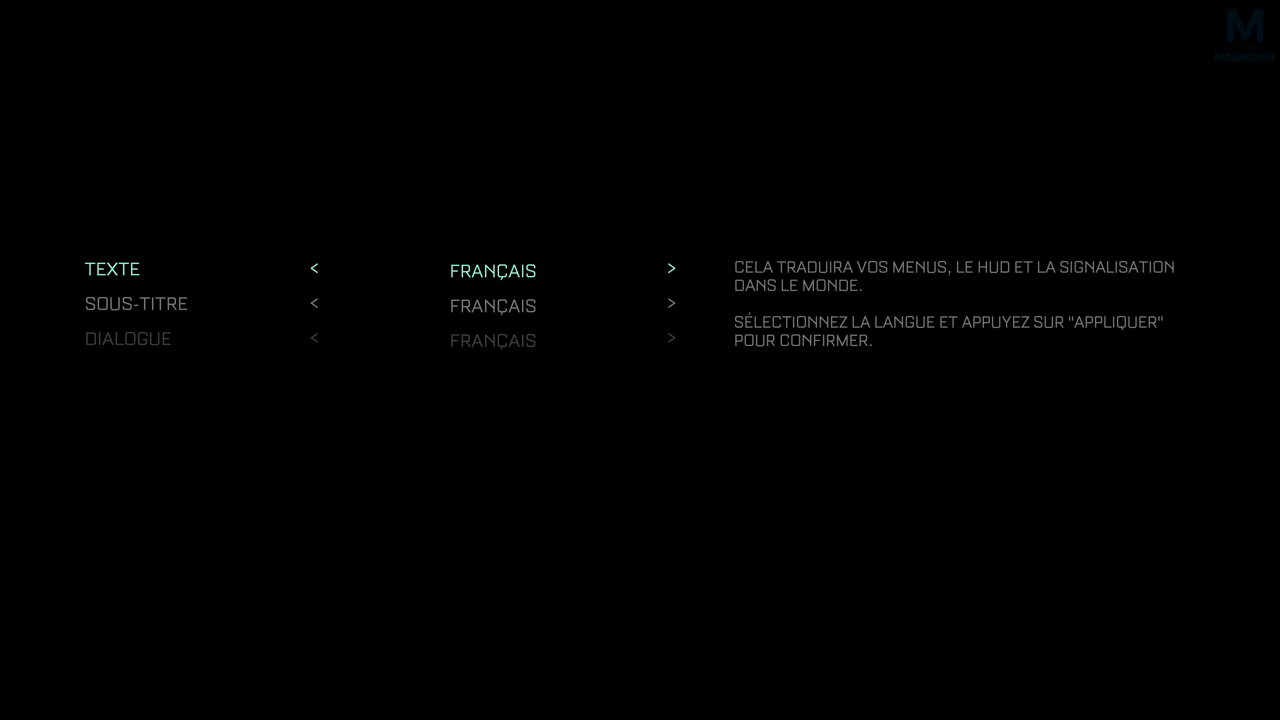 M
TEXTE < FRANÇAIS >
SOUS-TITRE < FRANÇAIS >
DIALOGUE < FRANÇAIS >
CELA TRADUIRA VOS MENUS, LE HUD ET LA SIGNALISATION
DANS LE MONDE.
SÉLECTIONNEZ LA LANGUE ET APPUYEZ SUR "APPLIQUER"
POUR CONFIRMER.